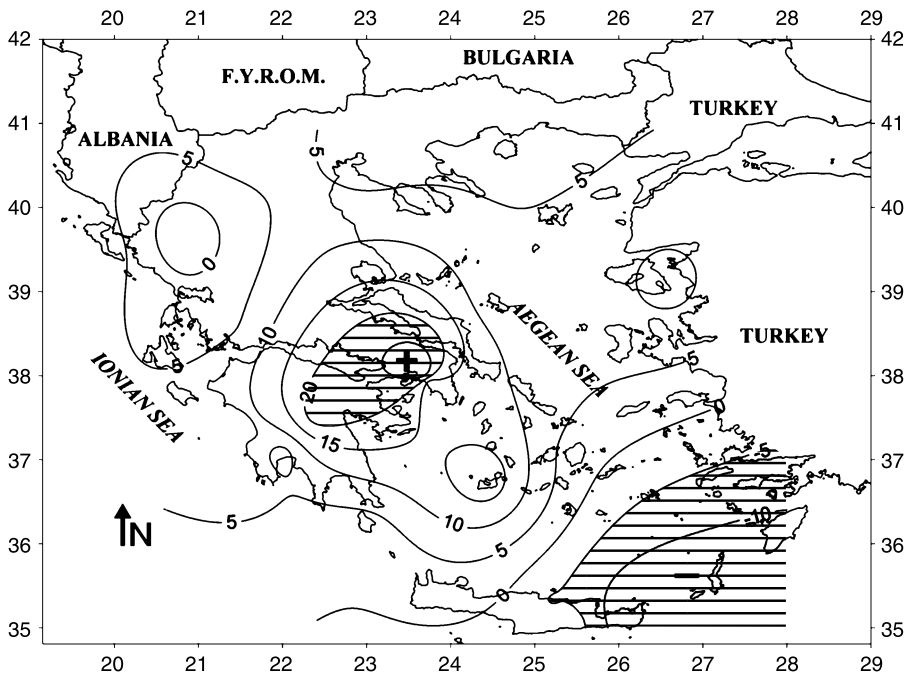 20 21 22 23 24 25 26 27 28 29
42 42
BULGARIA
F.Y.R.O.M.
TURKEY
41 41
ALBANIA
5 5
5
40 40
0
39 39
10
AEGEAN SEA
TURKEY
IONIAN SEA
5 + 5
38 38
20 0
15
5
37 37
10 -10
5
N
36 5 36
0 −
35 35
20 21 22 23 24 25 26 27 28 29